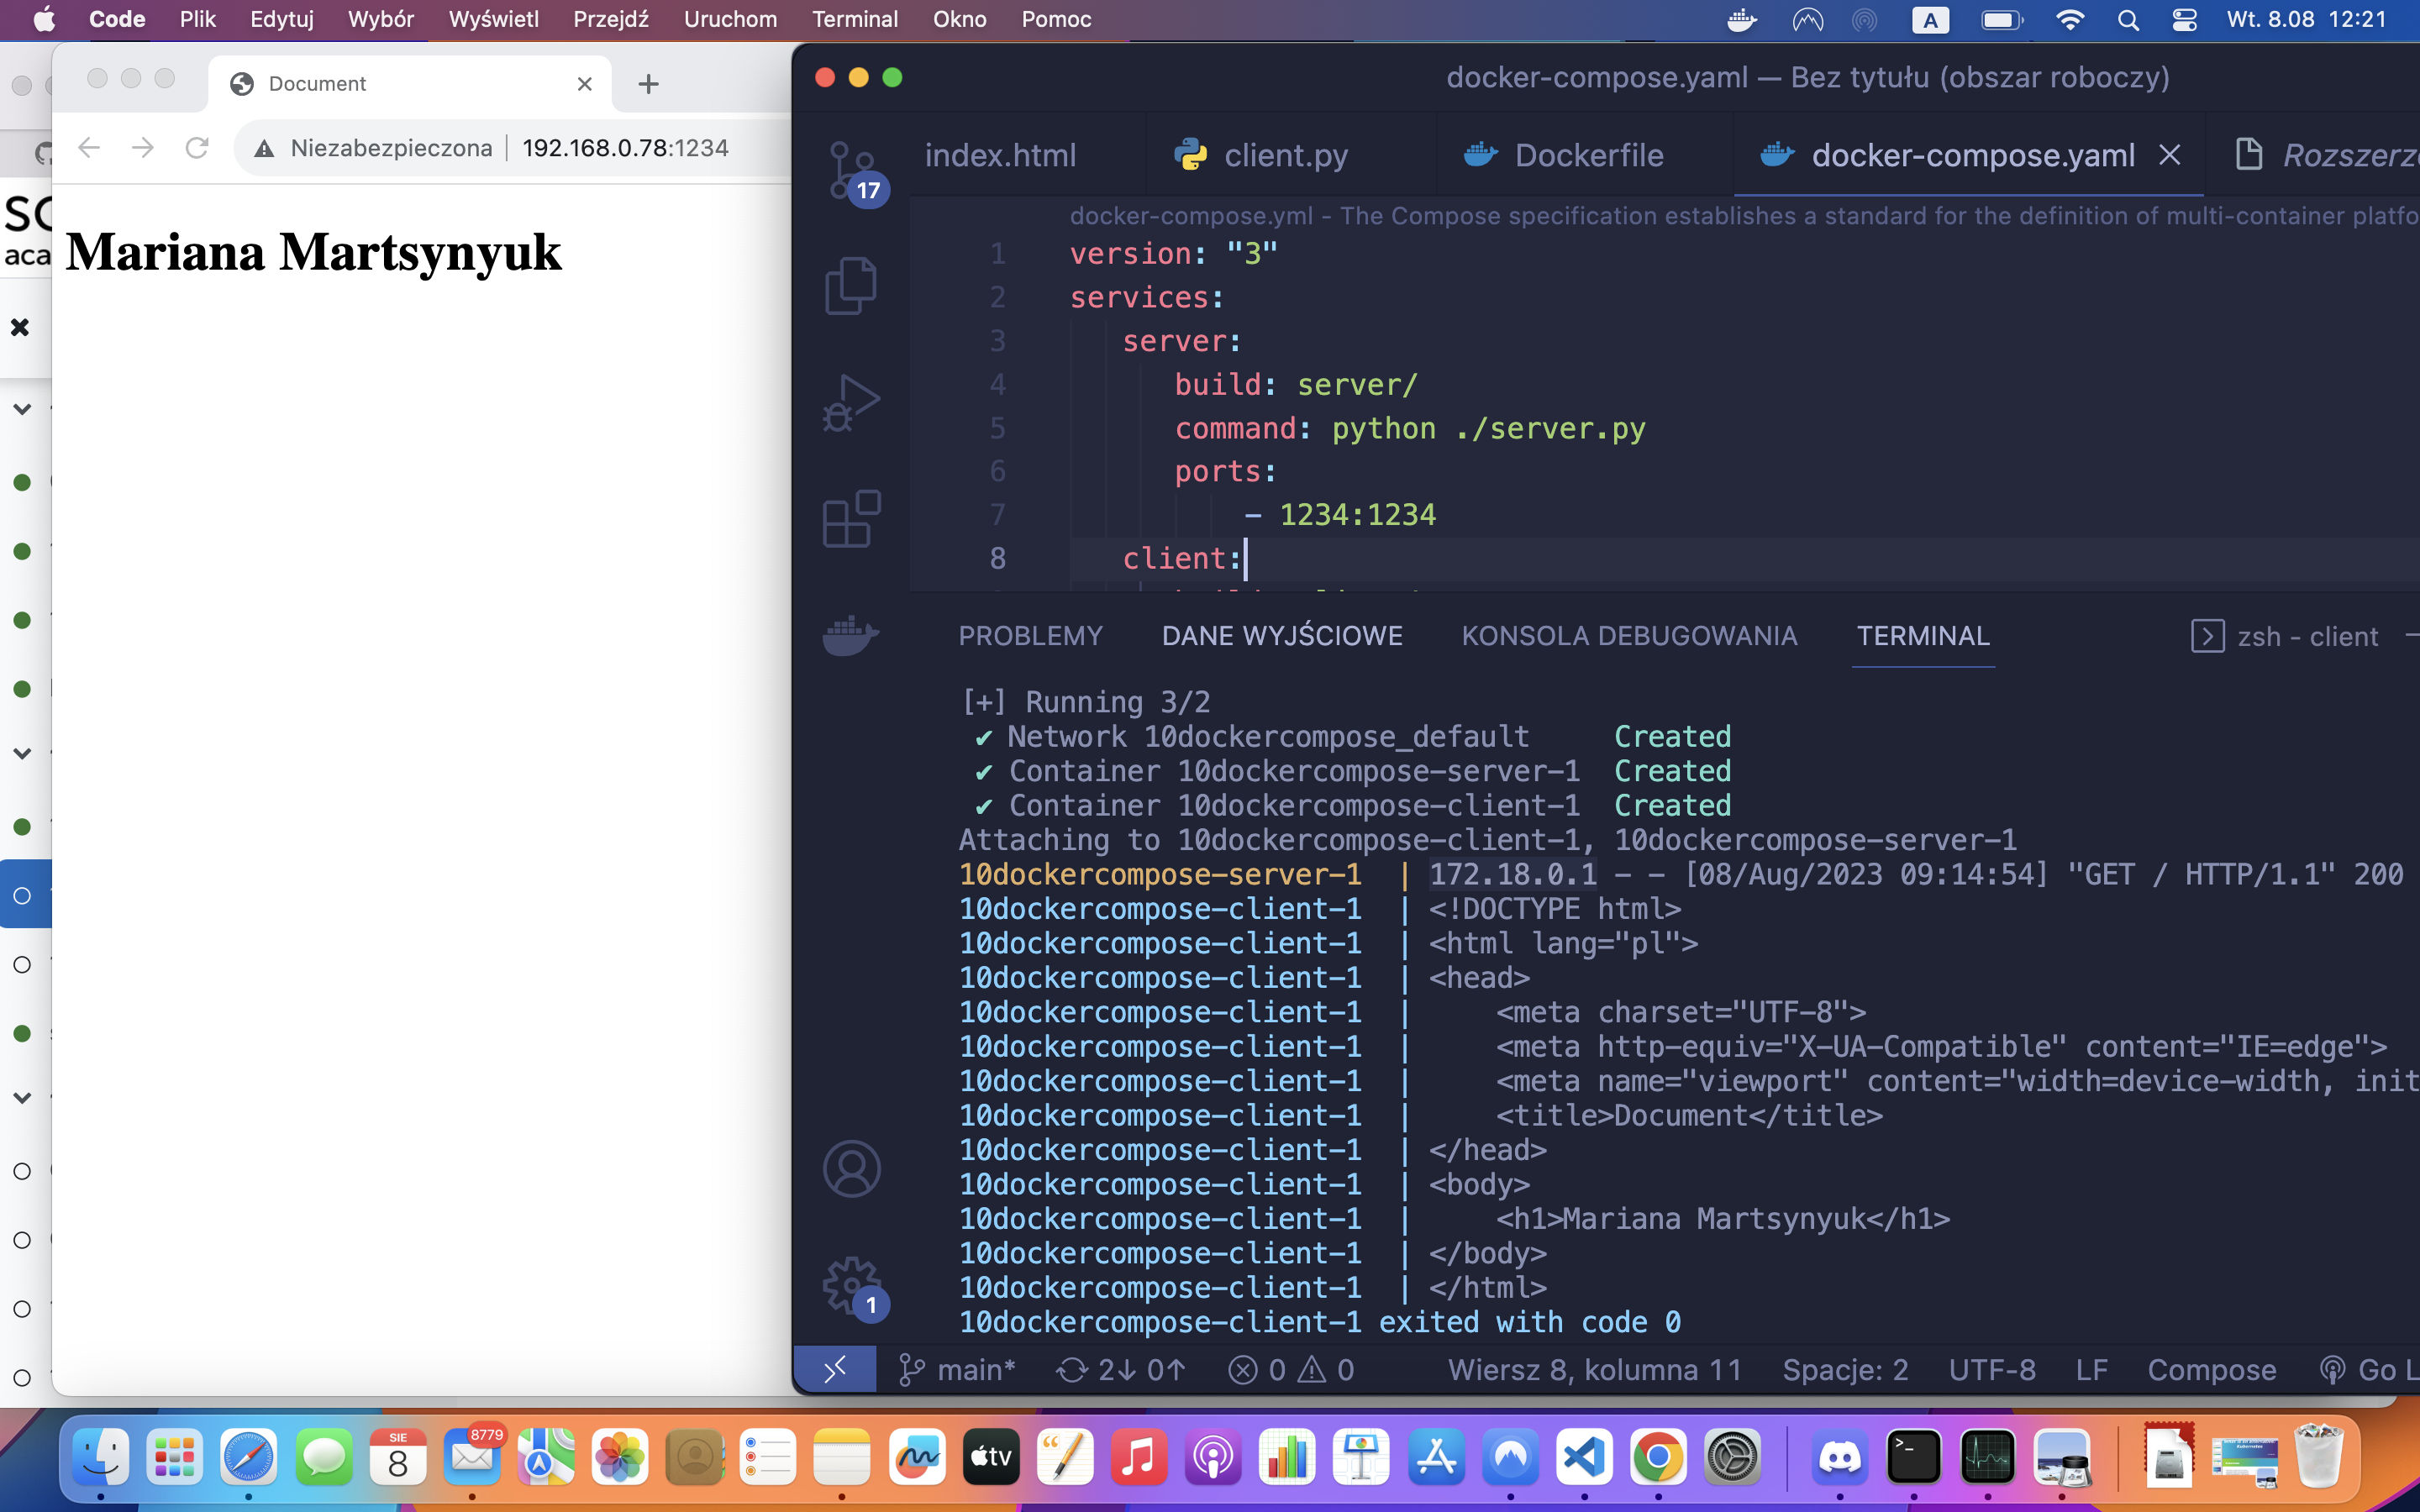 Code Plik Edytuj Wybór Wyświetl Przejdź Uruchom Terminal Okno Pomoc A Wt. 8.08 12:21
Document
Niezabezpieczona 192.168.0.78:1234
Mariana Martsynyuk
aca
docker-compose.yaml — Bez tytułu (obszar roboczy)
17
index.html client.py Dockerfile docker-compose.yaml
docker-compose.yml - The Compose specification establishes a standard for the definition of multi-container
1 version: "3"
2 services:
3 server:
4 build: server/
5 command: python ./server.py
6 ports:
7 - 1234:1234
8 client:
PROBLEMY DANE WYJŚCIOWE KONSOLA DEBUGOWANIA TERMINAL zsh - client
[+] Running 3/2
✔ Network 10dockercompose_default Created
✔ Container 10dockercompose-server-1 Created
✔ Container 10dockercompose-client-1 Created
Attaching to 10dockercompose-client-1, 10dockercompose-server-1
10dockercompose-server-1 | 172.18.0.1 - - [08/Aug/2023 09:14:54] "GET / HTTP/1.1" 200
10dockercompose-client-1 | <!DOCTYPE html>
10dockercompose-client-1 | <html lang="pl">
10dockercompose-client-1 | <head>
10dockercompose-client-1 | <meta charset="UTF-8">
10dockercompose-client-1 | <meta http-equiv="X-UA-Compatible" content="IE=edge">
10dockercompose-client-1 | <meta name="viewport" content="width=device-width, init
10dockercompose-client-1 | <title>Document</title>
10dockercompose-client-1 | </head>
10dockercompose-client-1 | <body>
10dockercompose-client-1 | <h1>Mariana Martsynyuk</h1>
10dockercompose-client-1 | </body>
10dockercompose-client-1 | </html>
10dockercompose-client-1 exited with code 0
1
main* 2↓ 0↑ 0 0 Wiersz 8, kolumna 11 Spacje: 2 UTF-8 LF Compose Go
SIE
8
8779
tv